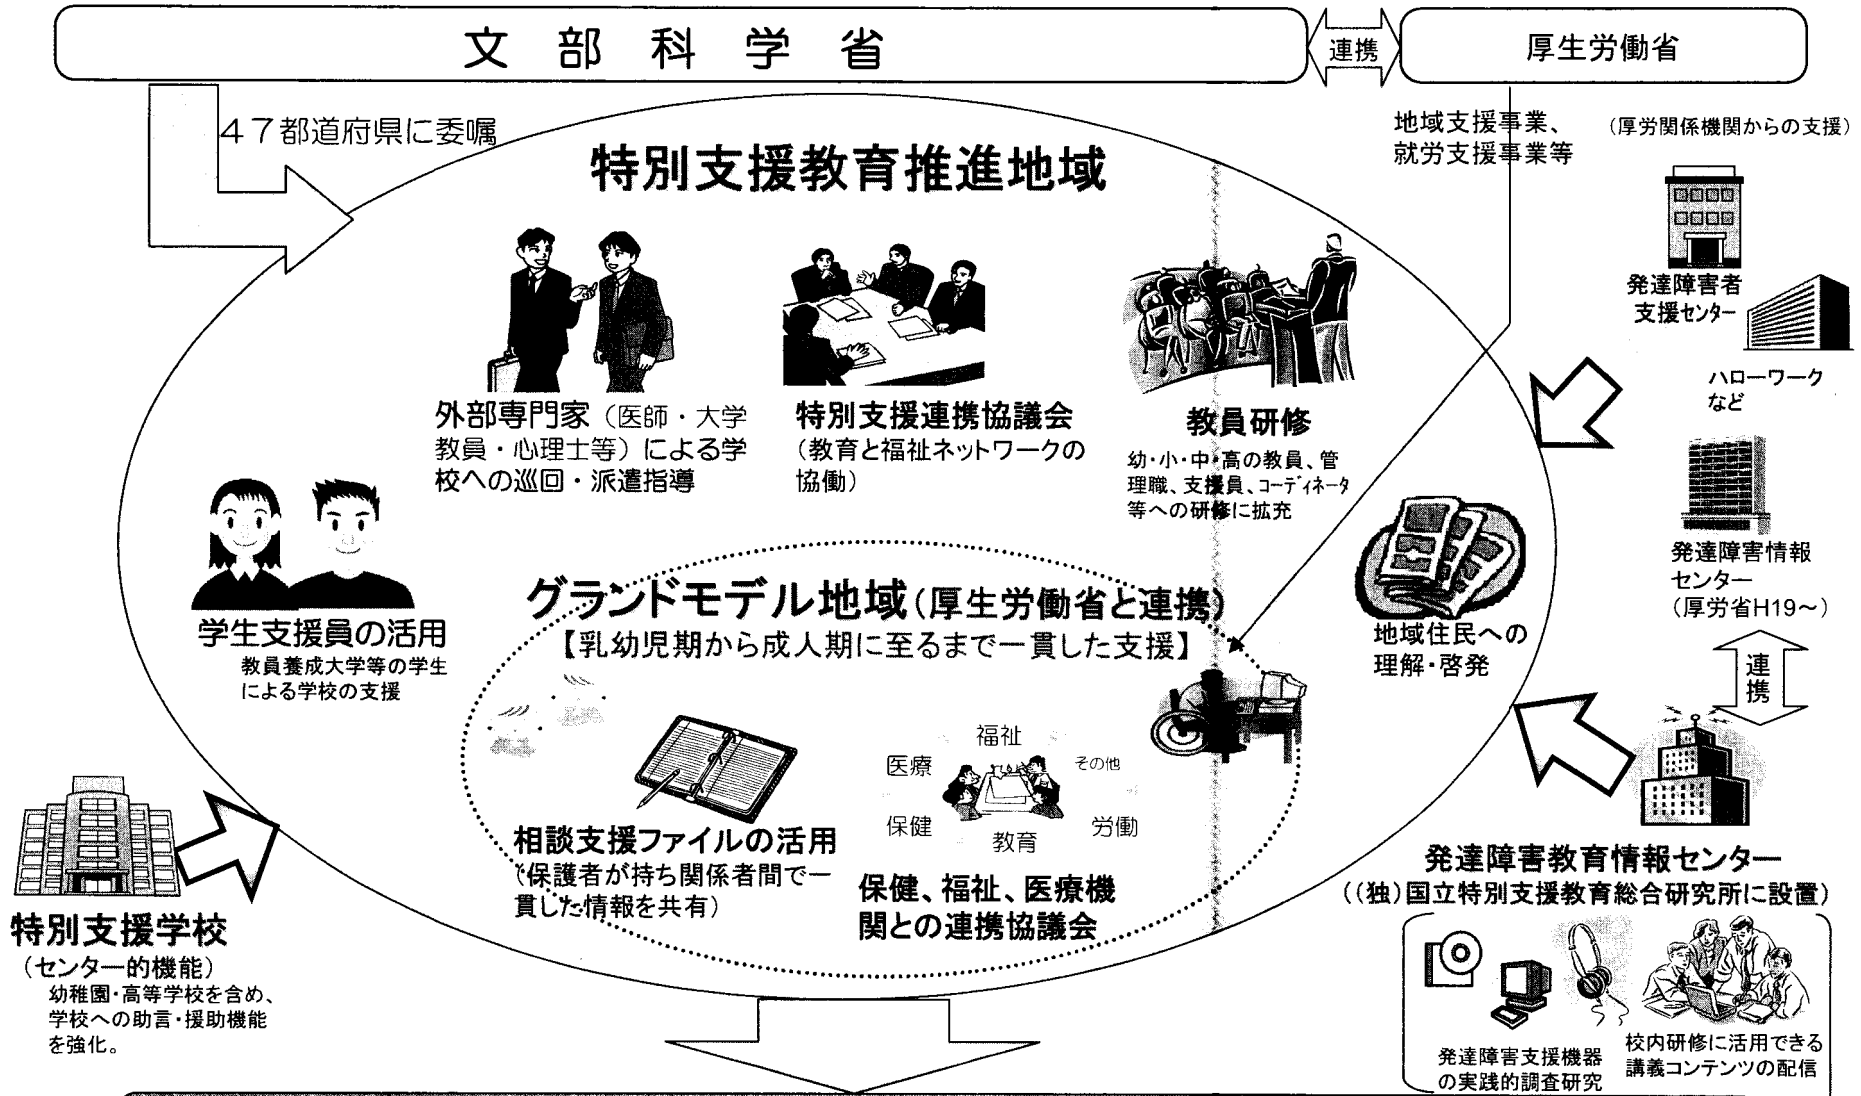 文部科学省
連携
厚生労働省
47都道府県に委嘱
地域支援事業、
就労支援事業等
(厚労関係機関からの支援)
特別支援教育推進地域
発達障害者
支援センター
ハローワーク
など
外部専門家（医師・大学
教員・心理士等）による学
校への巡回・派遣指導
特別支援連携協議会
（教育と福祉ネットワークの
協働）
教員研修
幼・小・中・高の教員、管
理職、支援員、コーディネータ
等への研修に拡充
発達障害情報
センター
（厚労省H19～）
連携
学生支援員の活用
教員養成大学等の学生
による学校の支援
グランドモデル地域（厚生労働省と連携）
【乳幼児期から成人期に至るまで一貫した支援】
地域住民への
理解・啓発
福祉
医療
その他
保健
教育
労働
相談支援ファイルの活用
（保護者が持ち関係者間で一
貫した情報を共有）
保健、福祉、医療機
関との連携協議会
特別支援学校
（センター的機能）
幼稚園・高等学校を含め、
学校への助言・援助機能
を強化。
発達障害教育情報センター
((独)国立特別支援教育総合研究所に設置)
発達障害支援機器
の実践的調査研究
校内研修に活用できる
講義コンテンツの配信